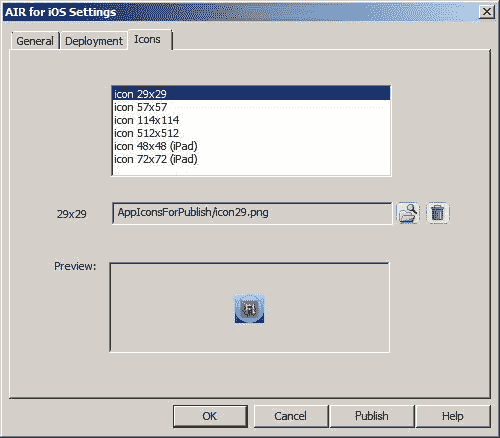 AIR for iOS Settings
General Deployment Icons
icon 29x29
icon 57x57
icon 114x114
icon 512x512
icon 48x48 (iPad)
icon 72x72 (iPad)
29x29 AppIconsForPublish/icon29.png
Preview:
Fl
OK Cancel Publish Help